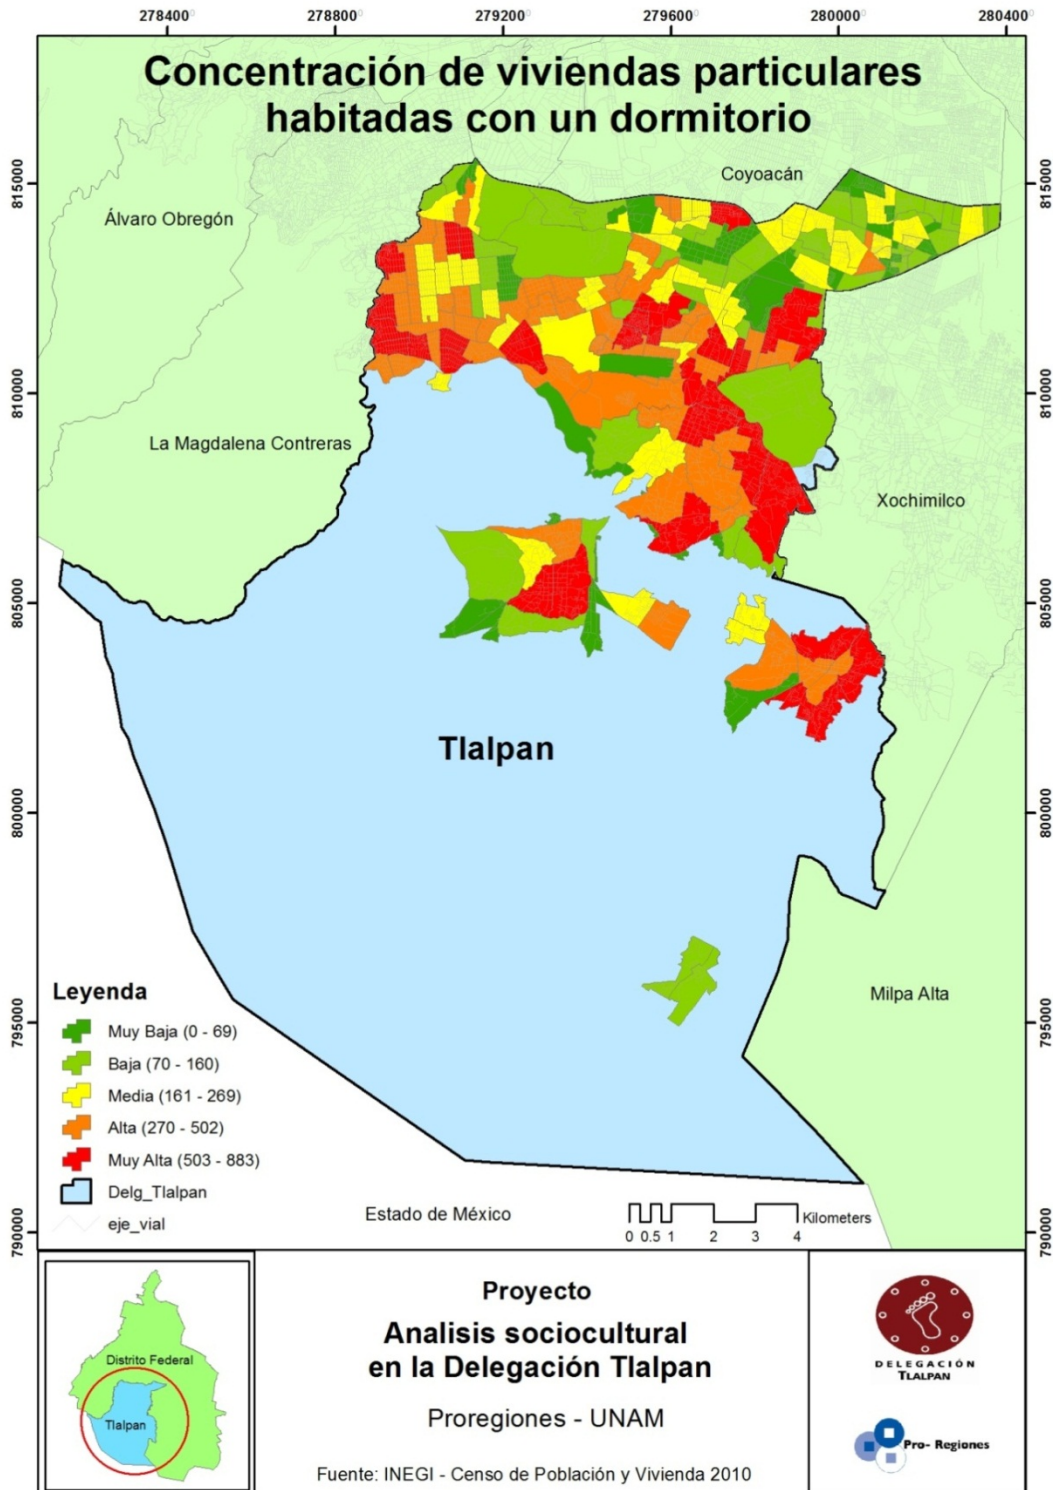 278400 278800 279200 279600 280000 280400
Concentración de viviendas particulares
habitadas con un dormitorio
815000
815000
Coyoacán
Álvaro Obregón
810000
810000
La Magdalena Contreras
Xochimilco
805000
805000
Tlalpan
800000
800000
Milpa Alta
795000
795000
Leyenda
Muy Baja (0 - 69)
Baja (70 - 160)
Media (161 - 269)
Alta (270 - 502)
Muy Alta (503 - 883)
Delg_Tlalpan
eje_vial
Estado de México
Kilometers
0 0.5 1 2 3 4
790000
790000
Distrito Federal
Tlalpan
Proyecto
Analisis sociocultural
en la Delegación Tlalpan
Proregiones - UNAM
Fuente: INEGI - Censo de Población y Vivienda 2010
DELEGACIÓN
TLALPAN
Pro- Regiones